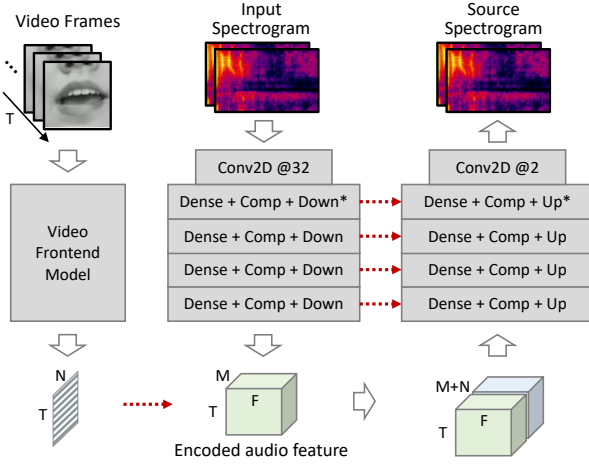 Video Frames
T
Video
Frontend
Model
N
T
Input
Spectrogram
Conv2D @32
Dense + Comp + Down*
Dense + Comp + Down
Dense + Comp + Down
Dense + Comp + Down
M
T
F
Encoded audio feature
Source
Spectrogram
Conv2D @2
Dense + Comp + Up*
Dense + Comp + Up
Dense + Comp + Up
Dense + Comp + Up
M+N
T
F